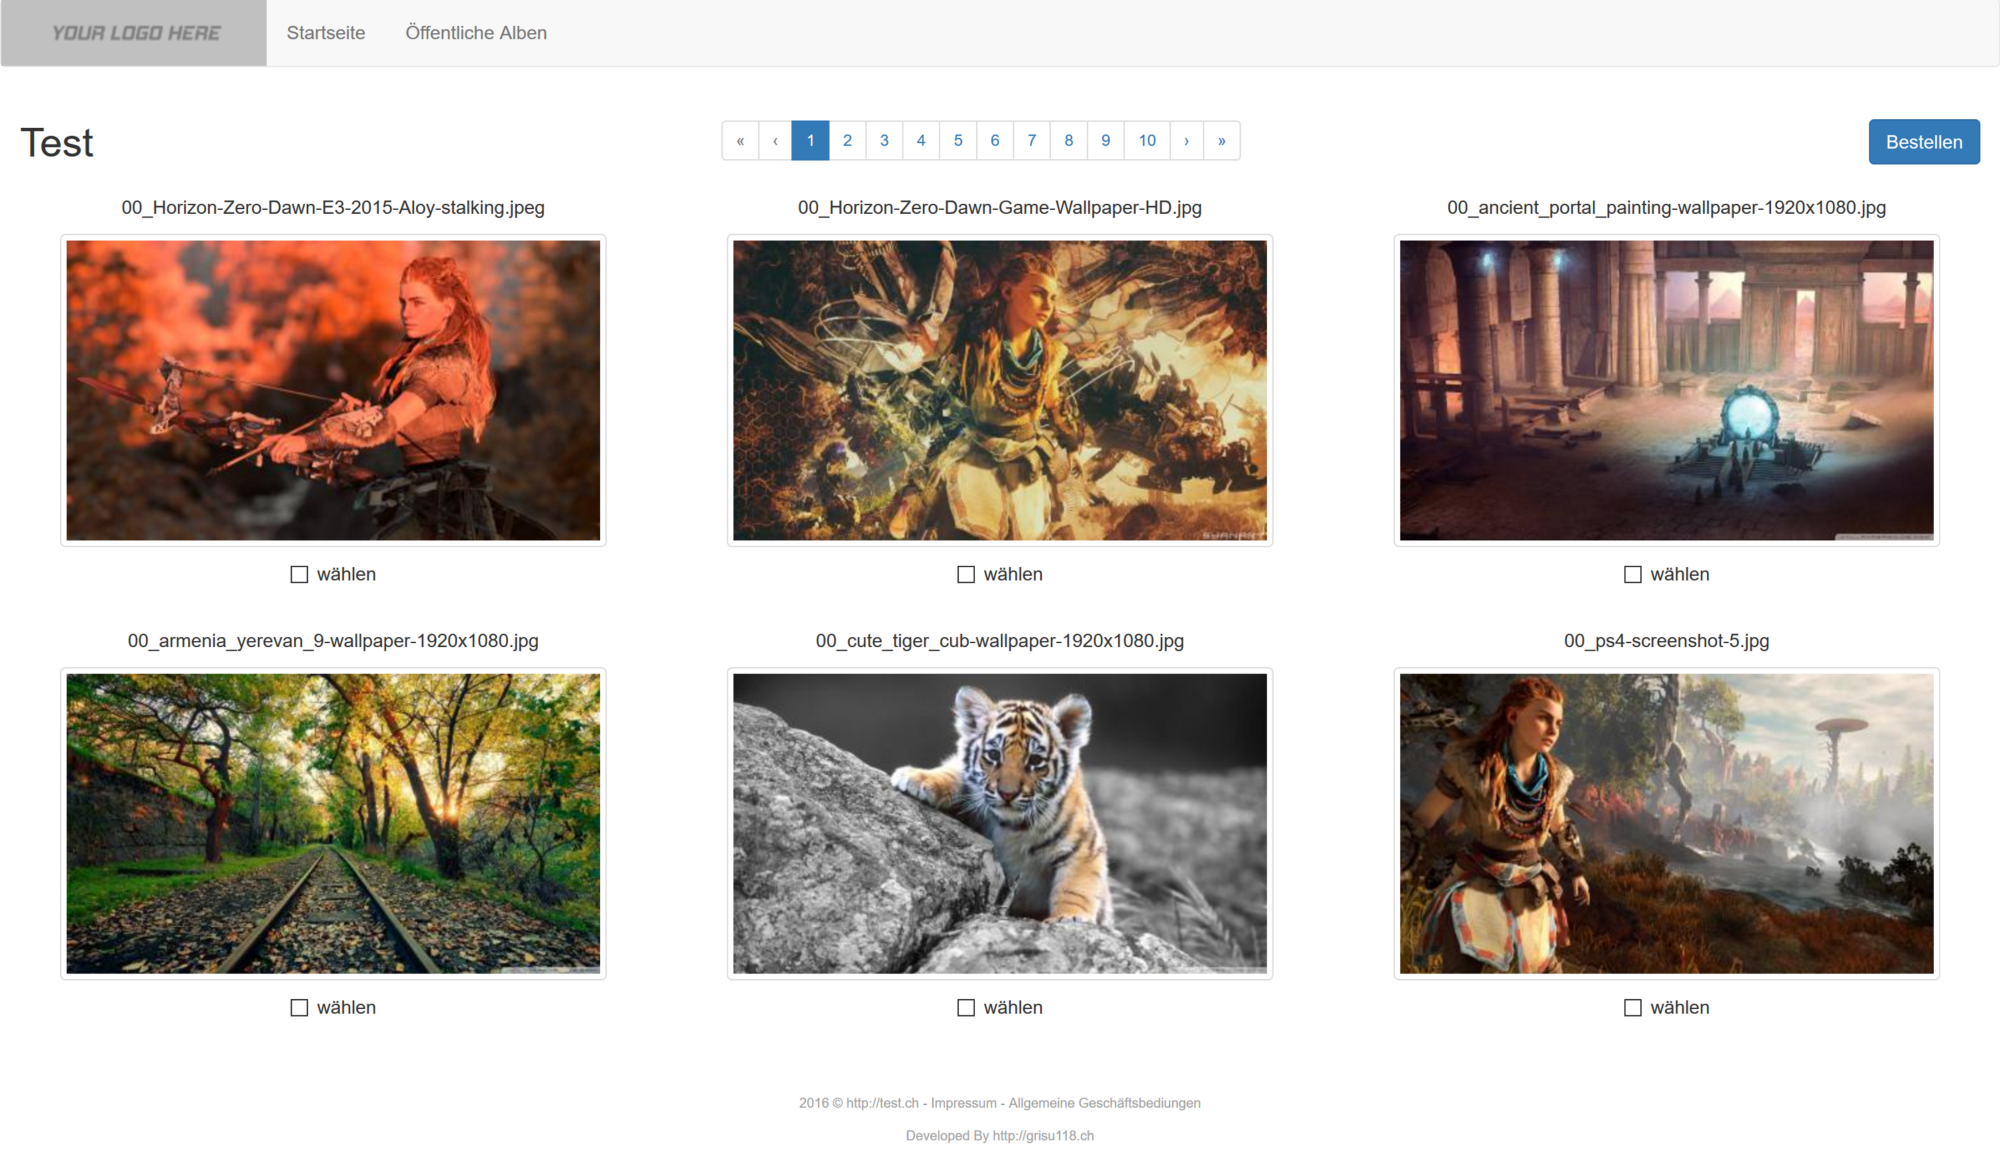 YOUR LOGO HERE Startseite Öffentliche Alben
Test « ‹ 1 2 3 4 5 6 7 8 9 10 › » Bestellen
00_Horizon-Zero-Dawn-E3-2015-Aloy-stalking.jpeg 00_Horizon-Zero-Dawn-Game-Wallpaper-HD.jpg 00_ancient_portal_painting-wallpaper-1920x1080.jpg
wählen wählen wählen
00_armenia_yerevan_9-wallpaper-1920x1080.jpg 00_cute_tiger_cub-wallpaper-1920x1080.jpg 00_ps4-screenshot-5.jpg
wählen wählen wählen
2016 © http://test.ch - Impressum - Allgemeine Geschäftsbediungen
Developed By http://grisu118.ch